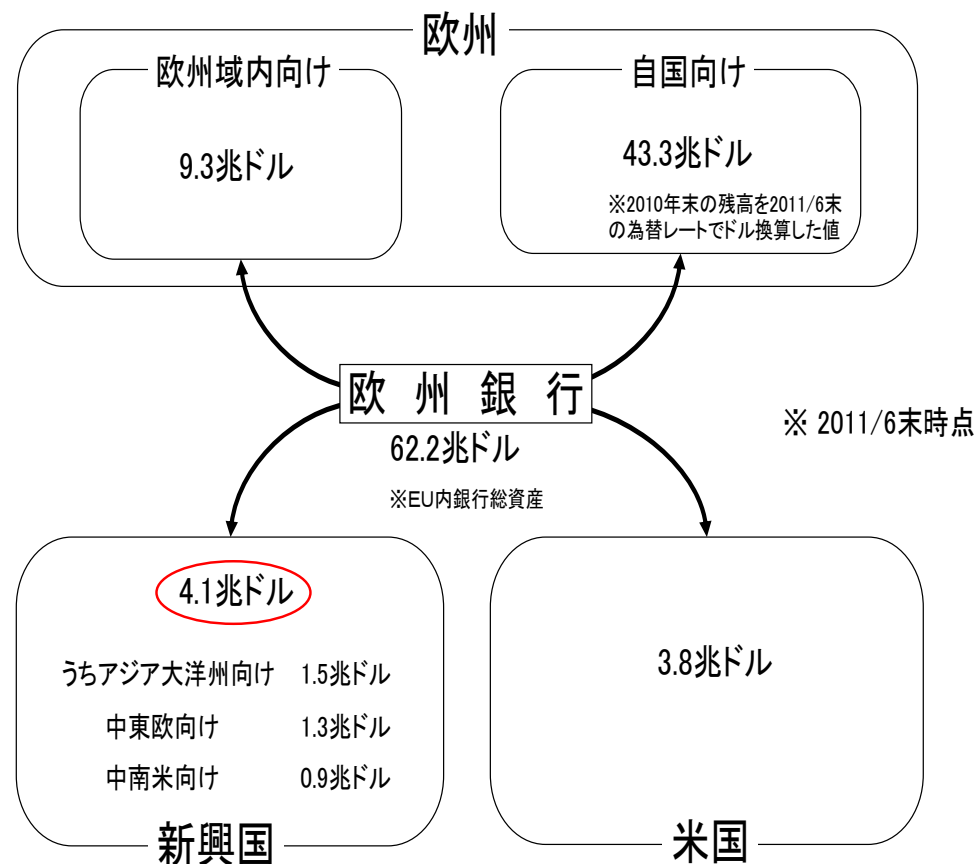 欧州
欧州域内向け
自国向け
9.3兆ドル
43.3兆ドル
※2010年末の残高を2011/6末
の為替レートでドル換算した値
欧州銀行
62.2兆ドル
※EU内銀行総資産
※ 2011/6末時点
4.1兆ドル
うちアジア大洋州向け 1.5兆ドル
中東欧向け 1.3兆ドル
中南米向け 0.9兆ドル
新興国
3.8兆ドル
米国